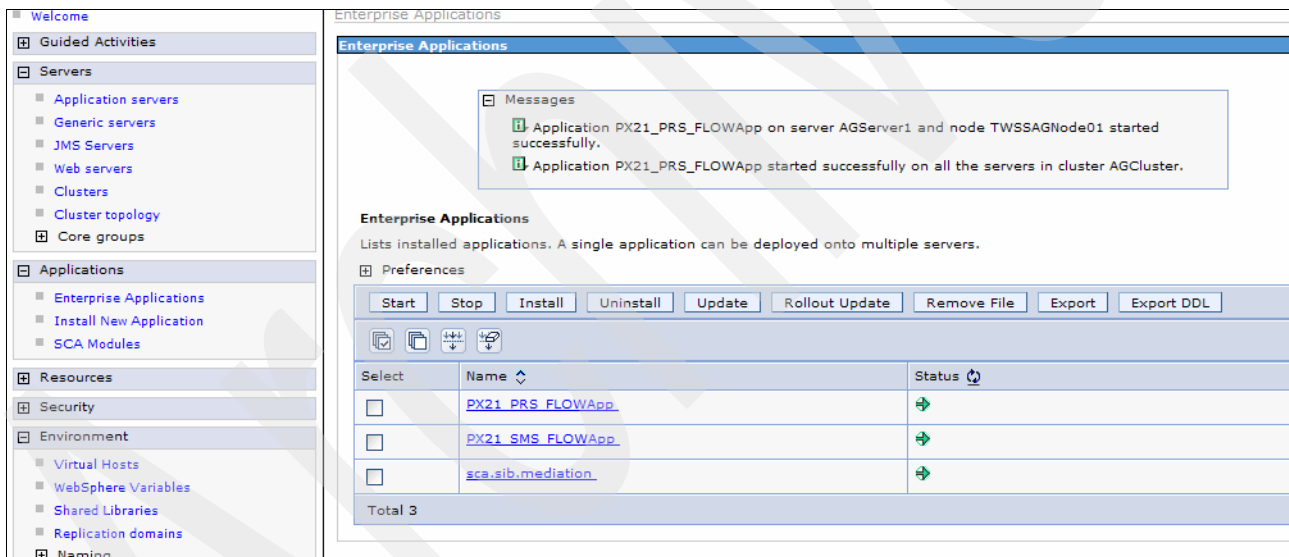 Welcome
Guided Activities
Servers
Application servers
Generic servers
JMS Servers
Web servers
Clusters
Cluster topology
Core groups
Applications
Enterprise Applications
Install New Application
SCA Modules
Resources
Security
Environment
Virtual Hosts
WebSphere Variables
Shared Libraries
Replication domains
Naming
Enterprise Applications
Enterprise Applications
Messages
Application PX21_PRS_FLOWApp on server AGServer1 and node TWSSAGNode01 started
successfully.
Application PX21_PRS_FLOWApp started successfully on all the servers in cluster AGCluster.
Enterprise Applications
Lists installed applications. A single application can be deployed onto multiple servers.
Preferences
Start Stop Install Uninstall Update Rollout Update Remove File Export Export DDL
Select Name Status
PX21_PRS_FLOWApp
PX21_SMS_FLOWApp
sca.sib.mediation
Total 3